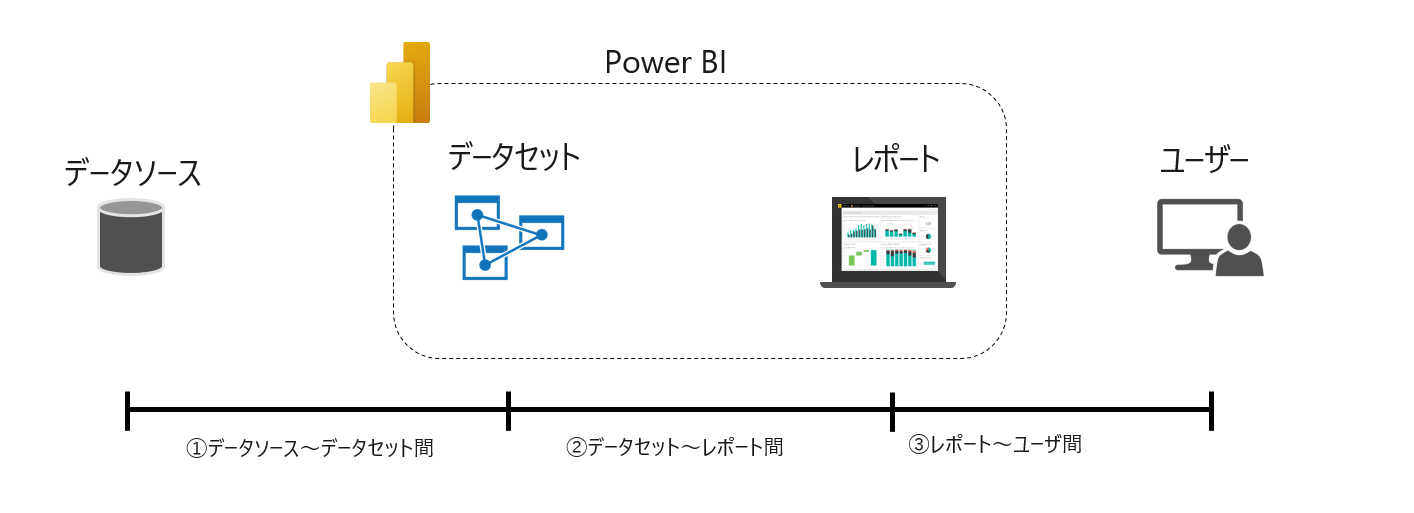 Power BI
データソース
データセット
レポート
ユーザー
①データソース～データセット間
②データセット～レポート間
③レポート～ユーザ間